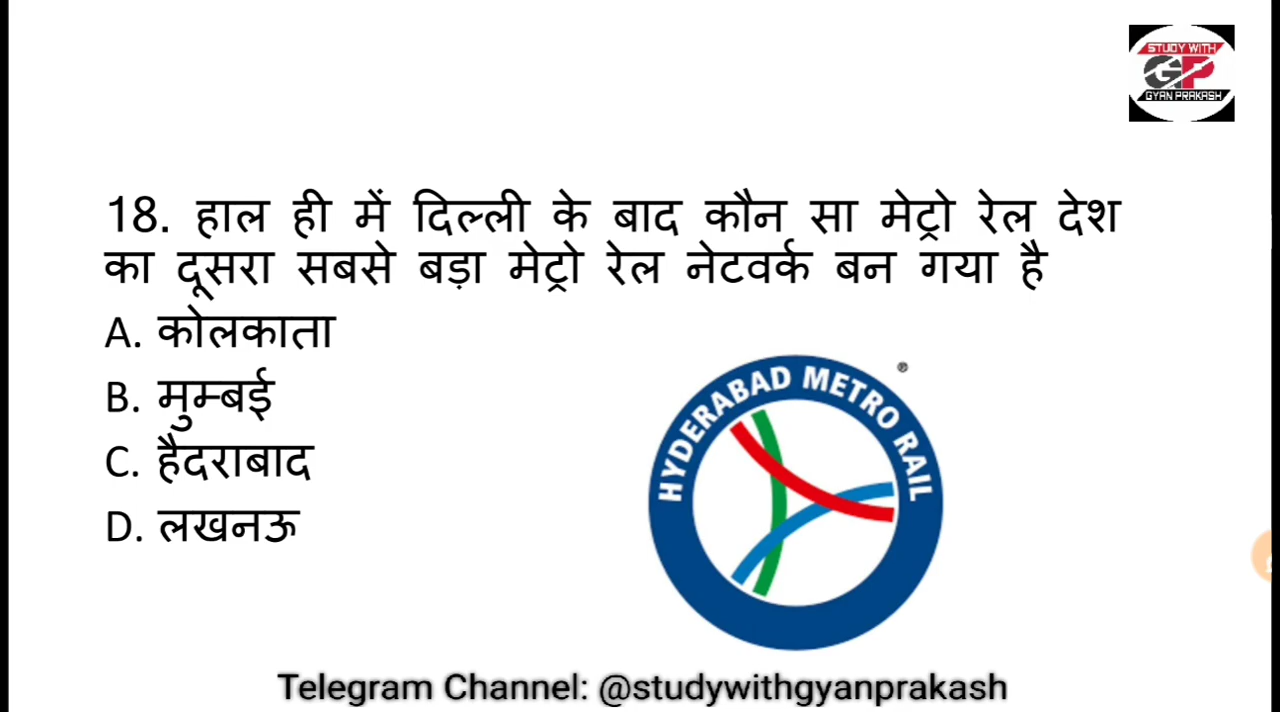 STUDY WITH
GP
GYAN PRAKASH
18. हाल ही में दिल्ली के बाद कौन सा मेट्रो रेल देश
का दूसरा सबसे बड़ा मेट्रो रेल नेटवर्क बन गया है
A. कोलकाता
B. मुम्बई
C. हैदराबाद
D. लखनऊ
HYDERABAD METRO RAIL ®
Telegram Channel: @studywithgyanprakash